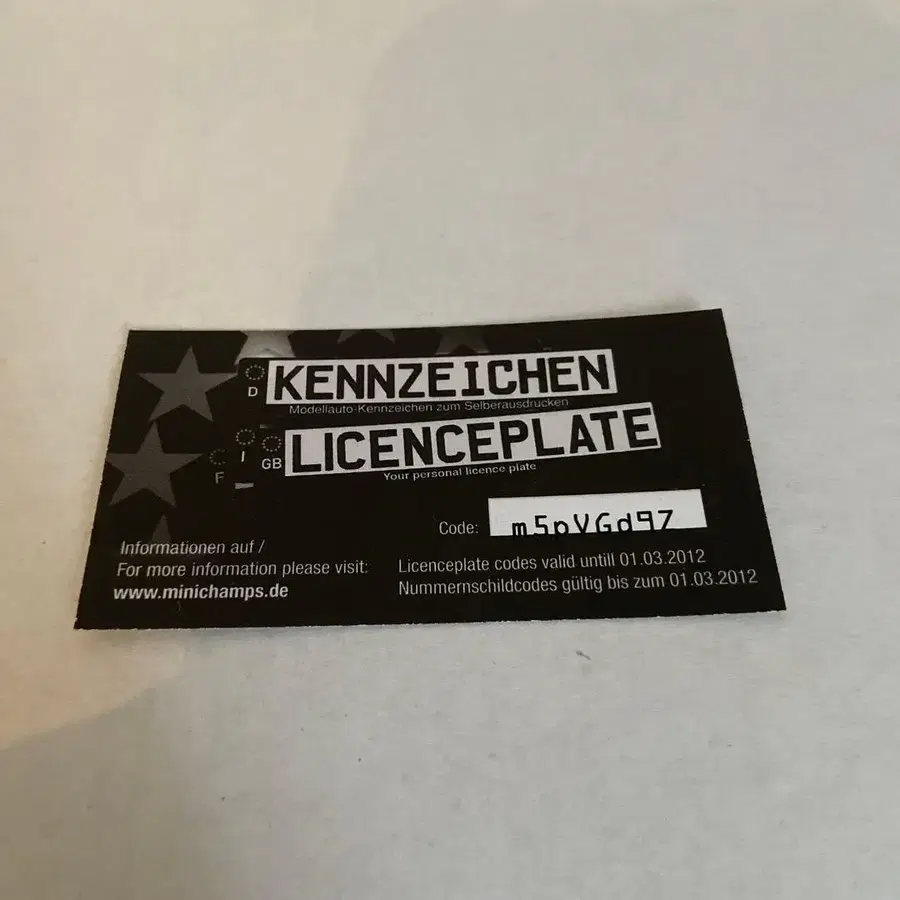 D KENNZEICHEN
Modellauto-Kennzeichen zum Selberausdrucken
F I GB LICENCEPLATE
Your personal licence plate
Code: m5pVGd97
Informationen auf /
For more information please visit:
www.minichamps.de
Licenceplate codes valid untill 01.03.2012
Nummernschildcodes gültig bis zum 01.03.2012